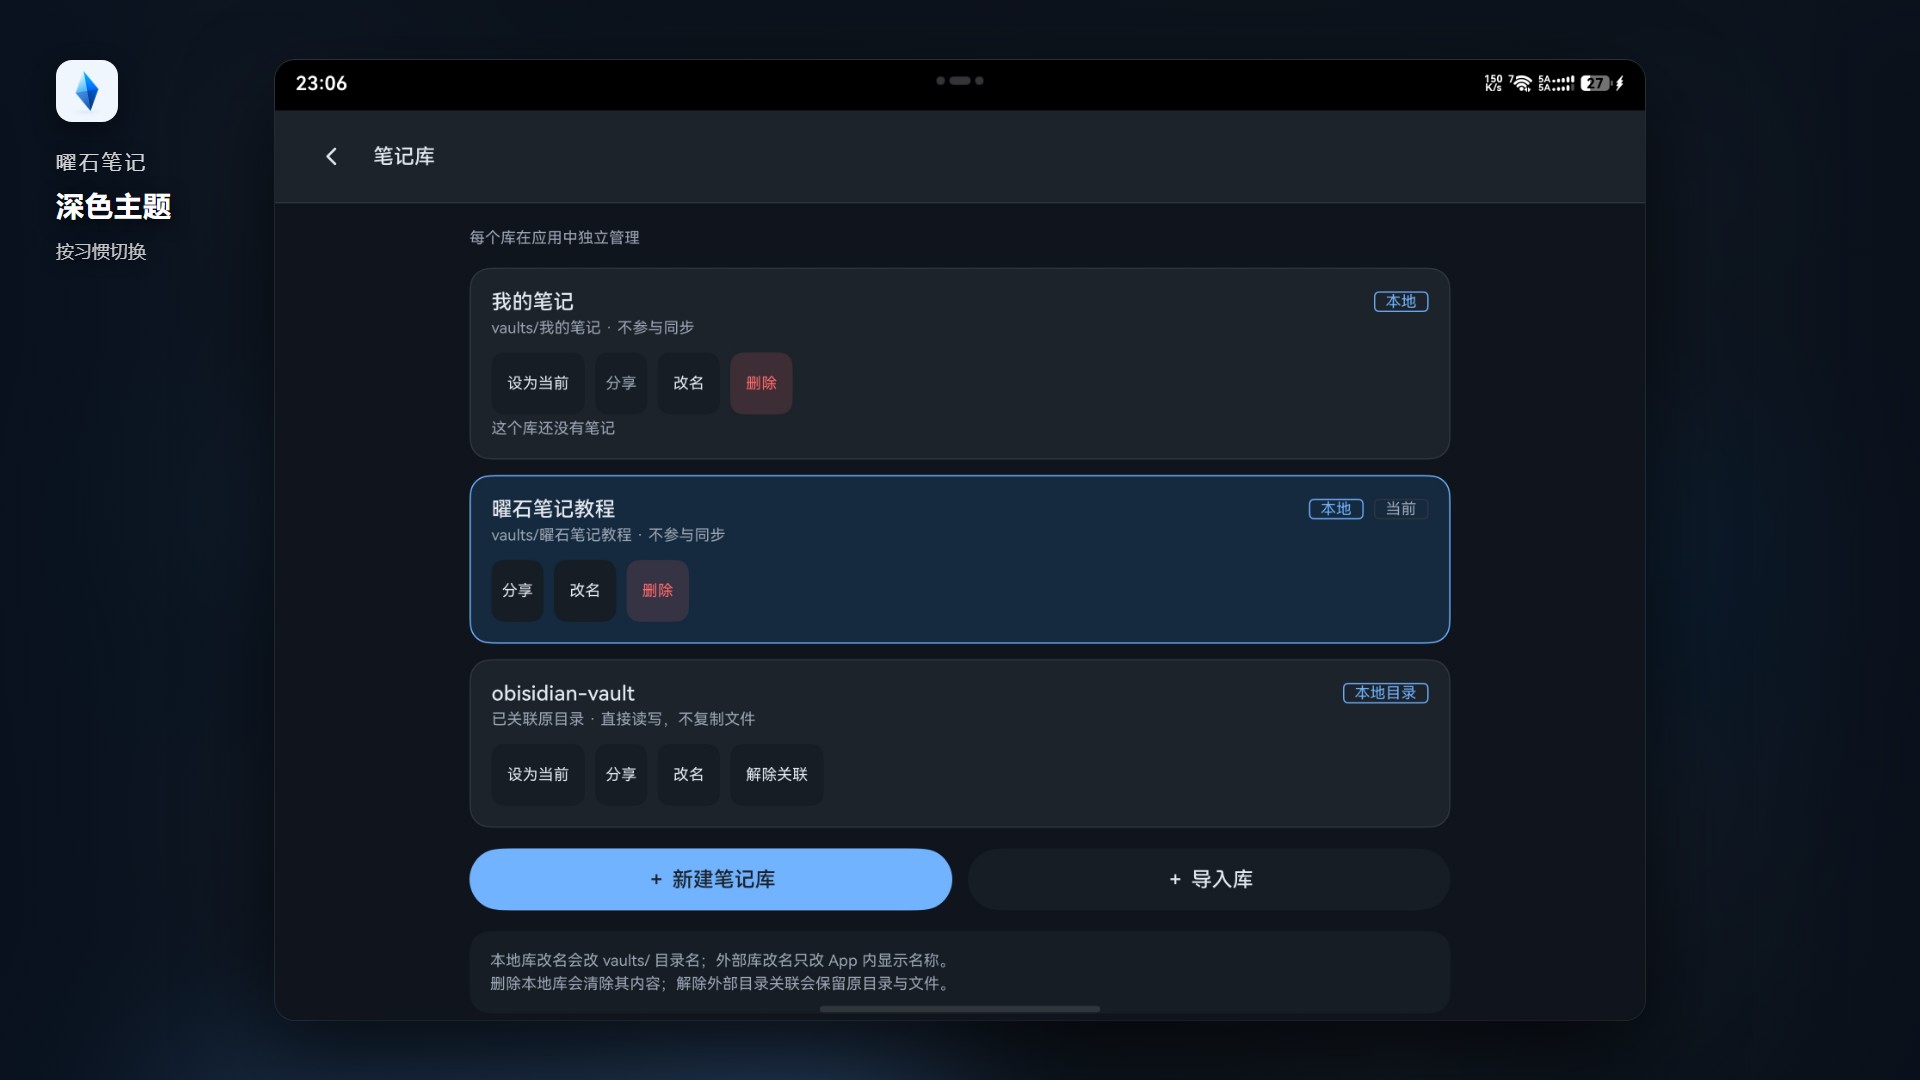 曜石笔记
深色主题
按习惯切换
23:06
150 K/s 7 5A 5A 27
笔记库
每个库在应用中独立管理
我的笔记 本地
vaults/我的笔记 · 不参与同步
设为当前 分享 改名 删除
这个库还没有笔记
曜石笔记教程 本地 当前
vaults/曜石笔记教程 · 不参与同步
分享 改名 删除
obisidian-vault 本地目录
已关联原目录 · 直接读写，不复制文件
设为当前 分享 改名 解除关联
+ 新建笔记库 + 导入库
本地库改名会改 vaults/ 目录名；外部库改名只改 App 内显示名称。
删除本地库会清除其内容；解除外部目录关联会保留原目录与文件。